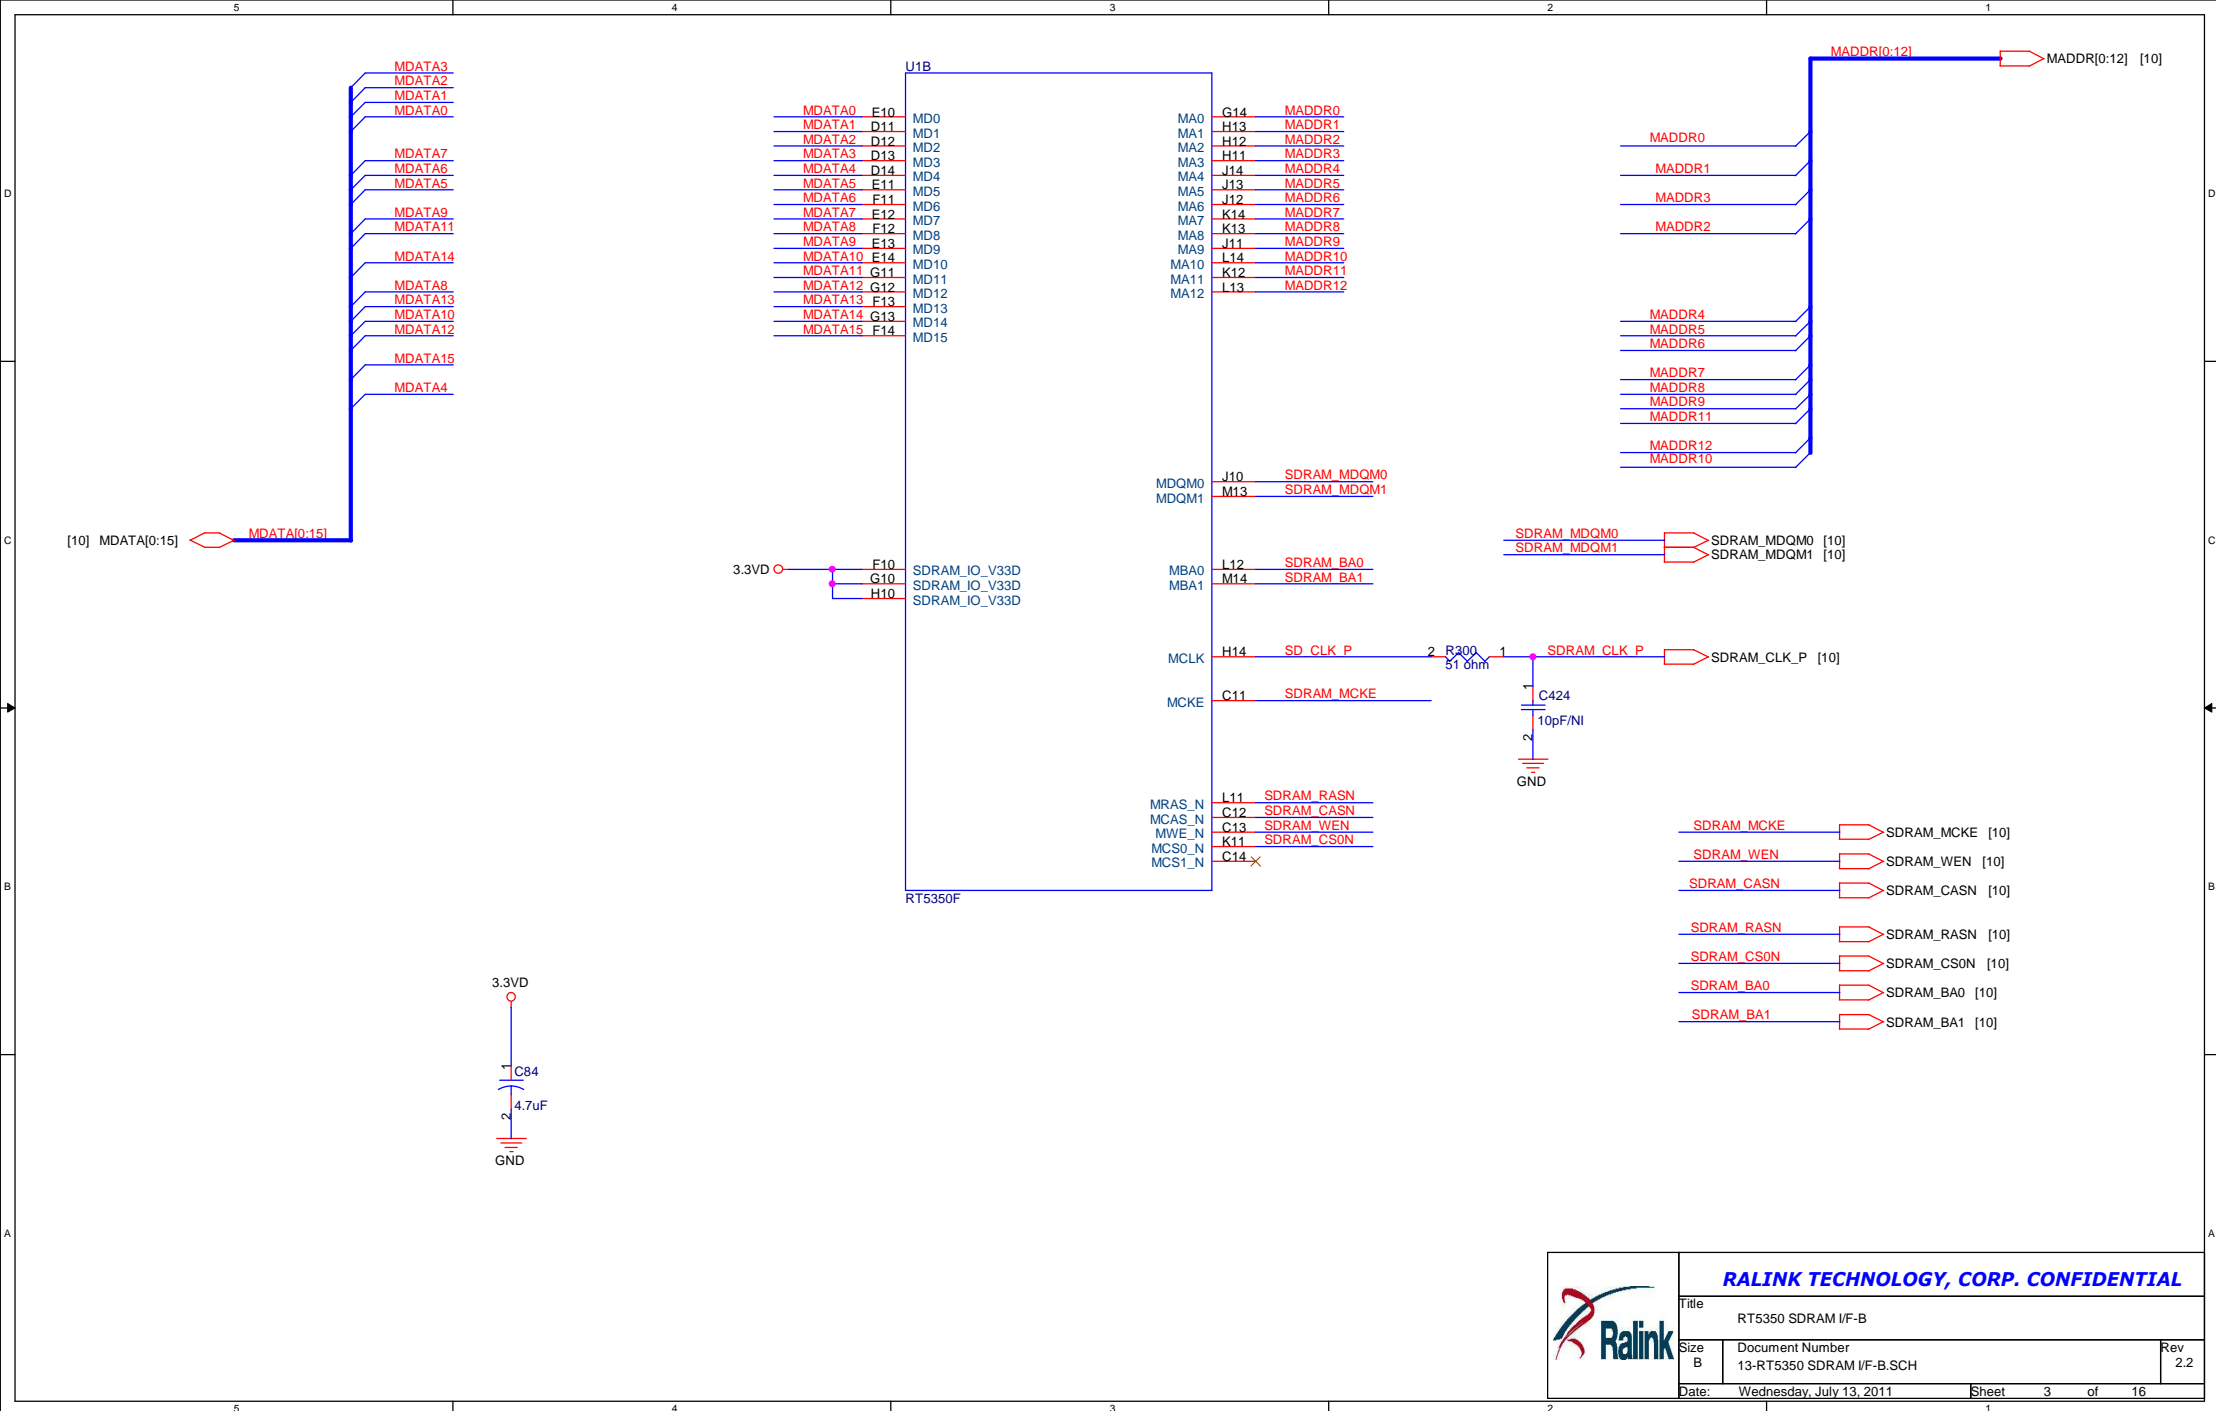 5 4 3 2 1
MDATA3
MDATA2
MDATA1
MDATA0
MDATA7
MDATA6
MDATA5
MDATA9
MDATA11
MDATA14
MDATA8
MDATA13
MDATA10
MDATA12
MDATA15
MDATA4
[10] MDATA[0:15] MDATA[0:15]
U1B
MDATA0 E10 MD0
MDATA1 D11 MD1
MDATA2 D12 MD2
MDATA3 D13 MD3
MDATA4 D14 MD4
MDATA5 E11 MD5
MDATA6 F11 MD6
MDATA7 E12 MD7
MDATA8 F12 MD8
MDATA9 E13 MD9
MDATA10 E14 MD10
MDATA11 G11 MD11
MDATA12 G12 MD12
MDATA13 F13 MD13
MDATA14 G13 MD14
MDATA15 F14 MD15
3.3VD F10 SDRAM_IO_V33D
G10 SDRAM_IO_V33D
H10 SDRAM_IO_V33D
MA0 G14 MADDR0
MA1 H13 MADDR1
MA2 H12 MADDR2
MA3 H11 MADDR3
MA4 J14 MADDR4
MA5 J13 MADDR5
MA6 J12 MADDR6
MA7 K14 MADDR7
MA8 K13 MADDR8
MA9 J11 MADDR9
MA10 L14 MADDR10
MA11 K12 MADDR11
MA12 L13 MADDR12
MDQM0 J10 SDRAM_MDQM0
MDQM1 M13 SDRAM_MDQM1
MBA0 L12 SDRAM_BA0
MBA1 M14 SDRAM_BA1
MCLK H14 SD_CLK_P 2 R300 1 SDRAM_CLK_P SDRAM_CLK_P [10]
51 ohm
MCKE C11 SDRAM_MCKE
1 C424
10pF/NI
2
GND
MRAS_N L11 SDRAM_RASN
MCAS_N C12 SDRAM_CASN
MWE_N C13 SDRAM_WEN
MCS0_N K11 SDRAM_CS0N
MCS1_N C14
RT5350F
MADDR[0:12] MADDR[0:12] [10]
MADDR0
MADDR1
MADDR3
MADDR2
MADDR4
MADDR5
MADDR6
MADDR7
MADDR8
MADDR9
MADDR11
MADDR12
MADDR10
SDRAM_MDQM0 SDRAM_MDQM0 [10]
SDRAM_MDQM1 SDRAM_MDQM1 [10]
SDRAM_MCKE SDRAM_MCKE [10]
SDRAM_WEN SDRAM_WEN [10]
SDRAM_CASN SDRAM_CASN [10]
SDRAM_RASN SDRAM_RASN [10]
SDRAM_CS0N SDRAM_CS0N [10]
SDRAM_BA0 SDRAM_BA0 [10]
SDRAM_BA1 SDRAM_BA1 [10]
3.3VD
1 C84
4.7uF
2
GND
D D
C C
B B
A A
Ralink
RALINK TECHNOLOGY, CORP. CONFIDENTIAL
Title
RT5350 SDRAM I/F-B
Size Document Number Rev
B 13-RT5350 SDRAM I/F-B.SCH 2.2
Date: Wednesday, July 13, 2011 Sheet 3 of 16
5 4 3 2 1